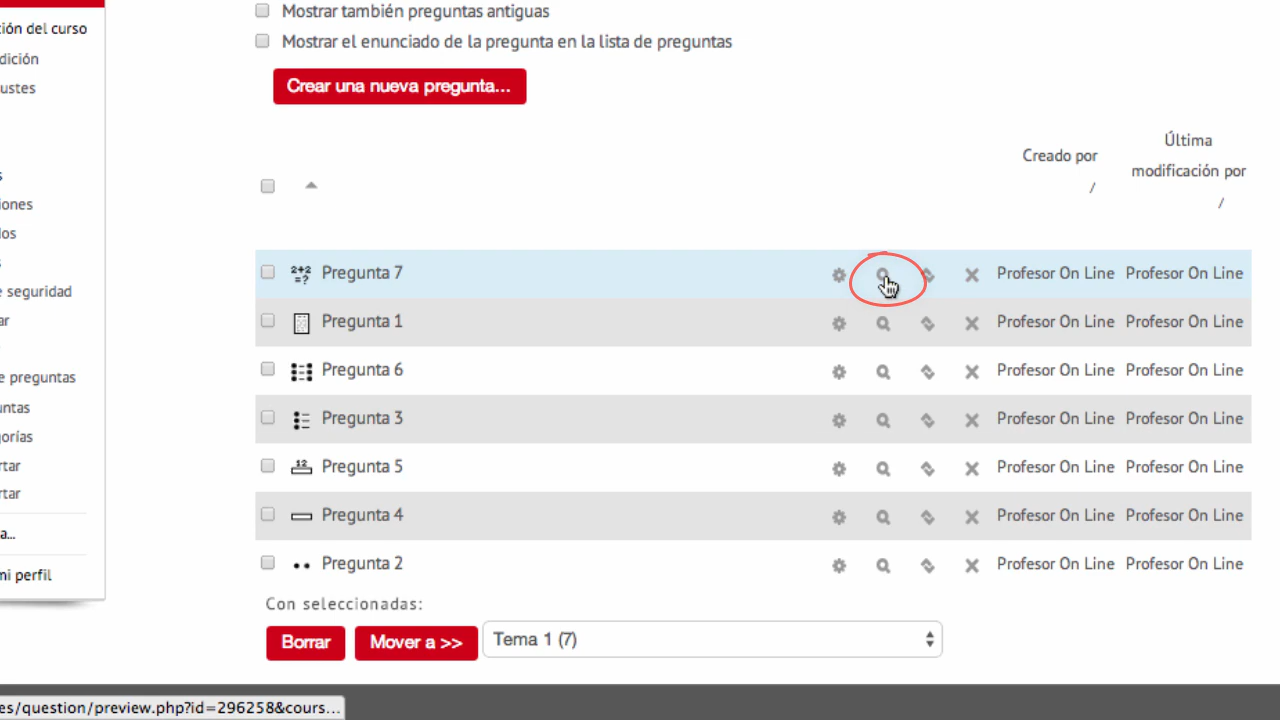 Mostrar también preguntas antiguas
ción del curso
Mostrar el enunciado de la pregunta en la lista de preguntas
dición
ustes
Crear una nueva pregunta...
Creado por
/
Última
modificación por
/
s
iones
los
s
e seguridad
ar
e preguntas
untas
gorías
rtar
rtar
a...
mi perfil
2+2
=?
Pregunta 7 Profesor On Line Profesor On Line
Pregunta 1 Profesor On Line Profesor On Line
Pregunta 6 Profesor On Line Profesor On Line
Pregunta 3 Profesor On Line Profesor On Line
12 Pregunta 5 Profesor On Line Profesor On Line
Pregunta 4 Profesor On Line Profesor On Line
Pregunta 2 Profesor On Line Profesor On Line
Con seleccionadas:
Borrar Mover a >> Tema 1 (7)
es/question/preview.php?id=296258&cours...